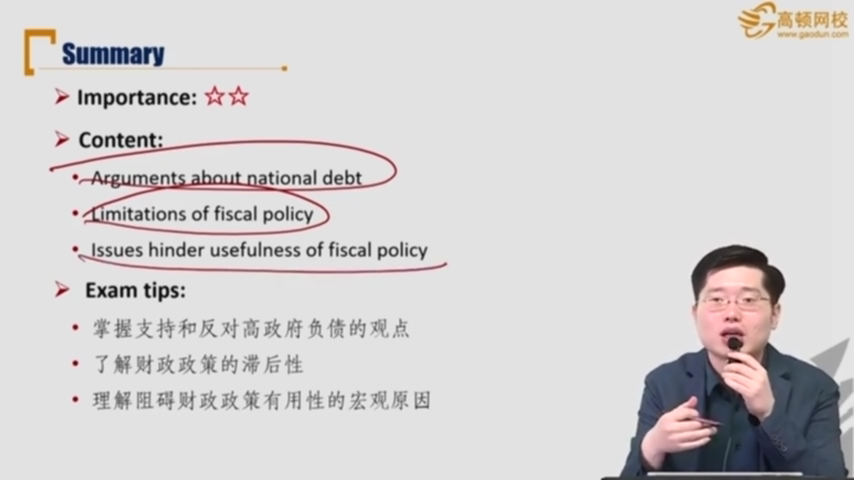 高顿网校
www.gaodun.com
Summary
Importance: ☆☆
Content:
Arguments about national debt
Limitations of fiscal policy
Issues hinder usefulness of fiscal policy
Exam tips:
掌握支持和反对高政府负债的观点
了解财政政策的滞后性
理解阻碍财政政策有用性的宏观原因